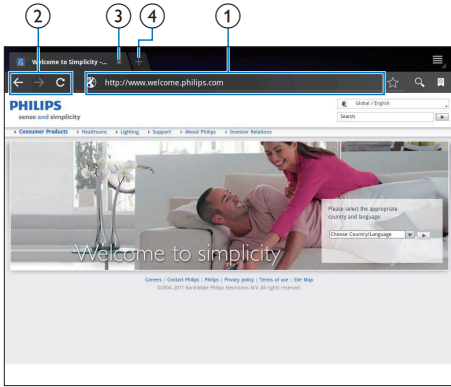 2 3 4 1
Welcome to Simplicity -...
http://www.welcome.philips.com
PHILIPS
sense and simplicity
Global / English
Search
Consumer Products Healthcare Lighting Support About Philips Investor Relations
Please select the appropriate
country and language:
Choose Country/Language
Welcome to simplicity
Careers | Contact Philips | Philips | Privacy policy | Terms of use | Site Map
©2004-2011 Koninklijke Philips Electronics N.V. All rights reserved.